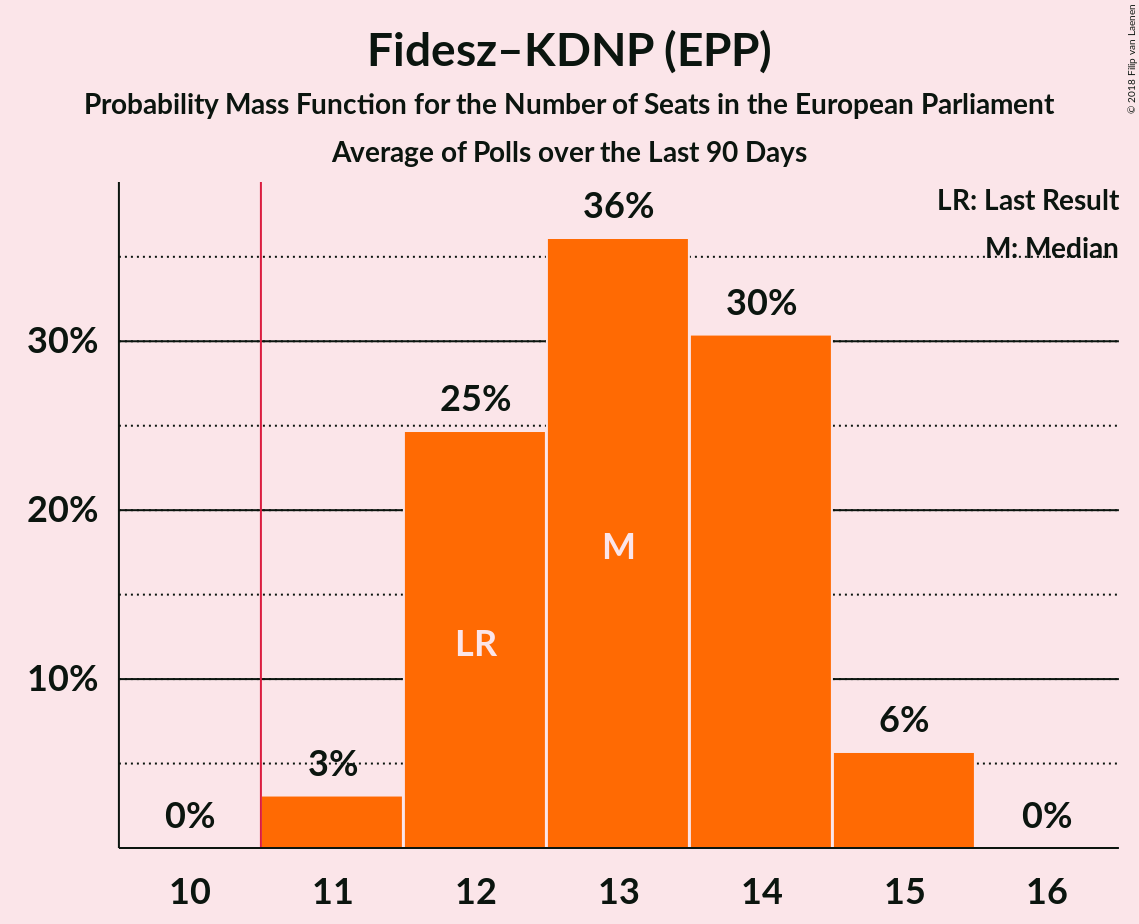 Fidesz–KDNP (EPP)
Probability Mass Function for the Number of Seats in the European Parliament
Average of Polls over the Last 90 Days
© 2018 Filip van Laenen
LR: Last Result
M: Median
36%
30%
30%
25%
20%
M
LR
10%
6%
3%
0%
0%
10 11 12 13 14 15 16